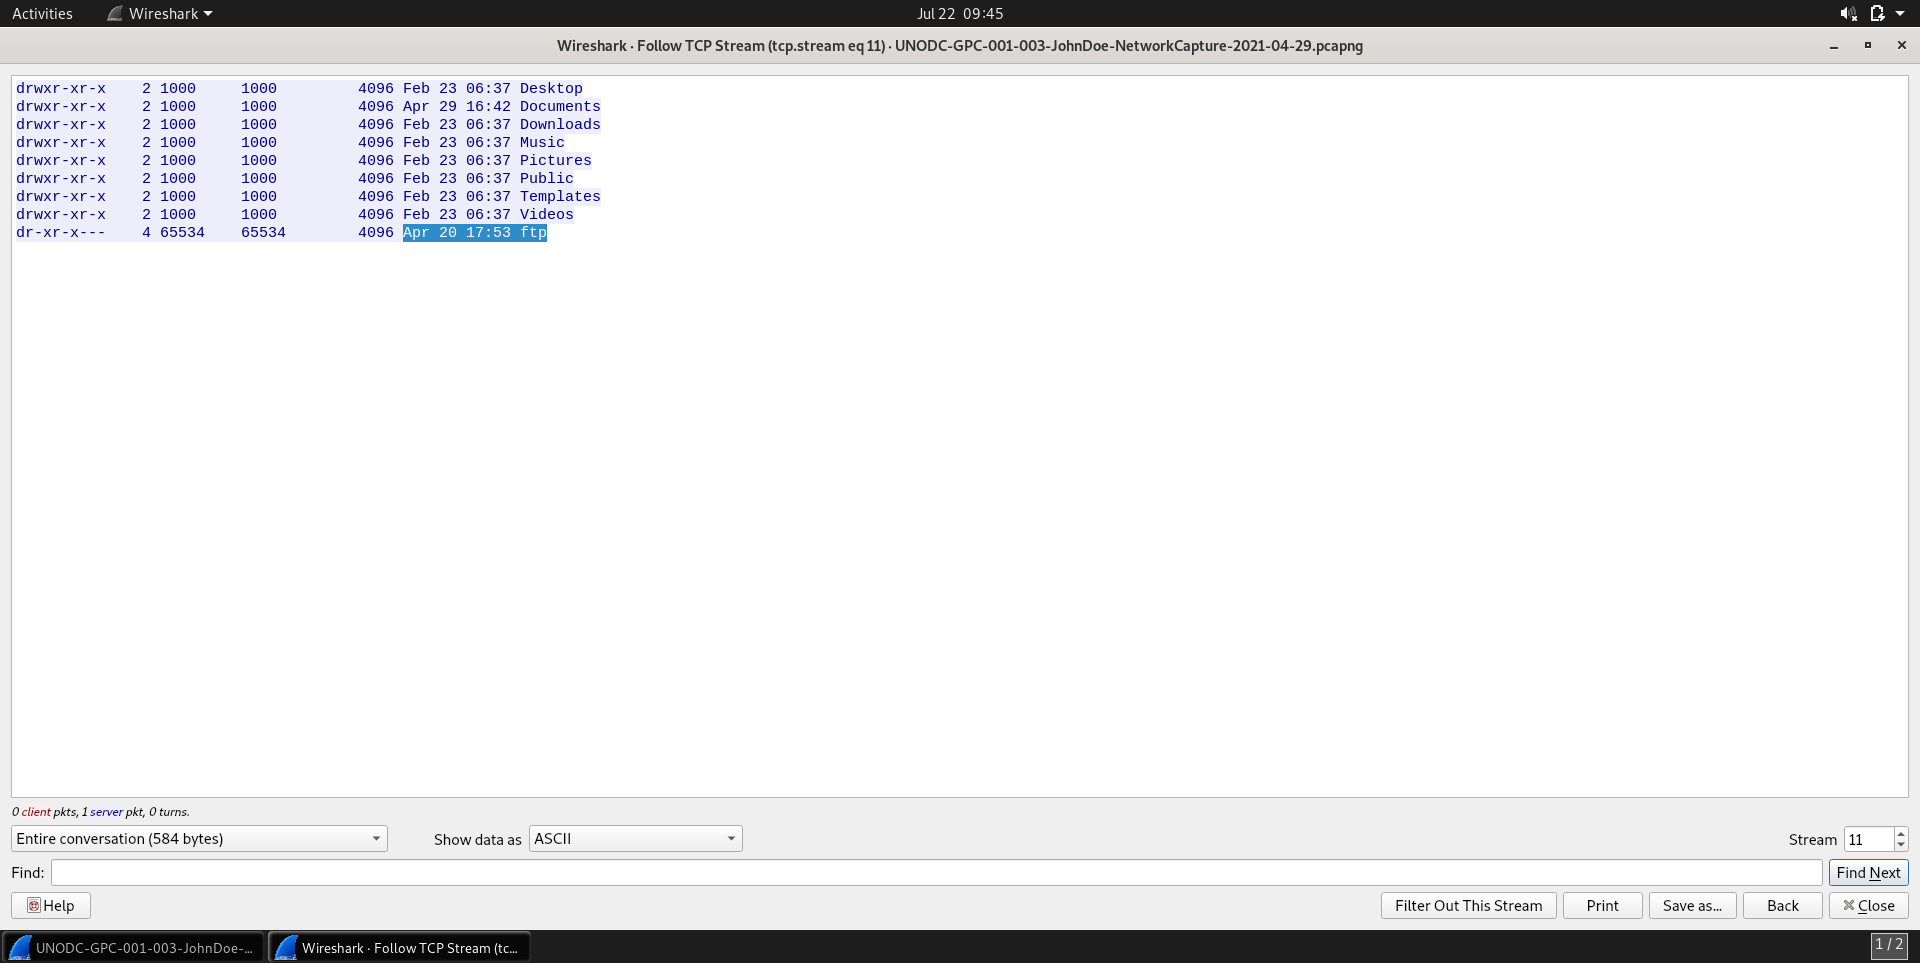 Activities Wireshark Jul 22 09:45
Wireshark · Follow TCP Stream (tcp.stream eq 11) · UNODC-GPC-001-003-JohnDoe-NetworkCapture-2021-04-29.pcapng
drwxr-xr-x    2 1000     1000         4096 Feb 23 06:37 Desktop
drwxr-xr-x    2 1000     1000         4096 Apr 29 16:42 Documents
drwxr-xr-x    2 1000     1000         4096 Feb 23 06:37 Downloads
drwxr-xr-x    2 1000     1000         4096 Feb 23 06:37 Music
drwxr-xr-x    2 1000     1000         4096 Feb 23 06:37 Pictures
drwxr-xr-x    2 1000     1000         4096 Feb 23 06:37 Public
drwxr-xr-x    2 1000     1000         4096 Feb 23 06:37 Templates
drwxr-xr-x    2 1000     1000         4096 Feb 23 06:37 Videos
dr-xr-x---    4 65534    65534        4096 Apr 20 17:53 ftp
0 client pkts, 1 server pkt, 0 turns.
Entire conversation (584 bytes) Show data as ASCII Stream 11
Find: Find Next
Help Filter Out This Stream Print Save as... Back Close
UNODC-GPC-001-003-JohnDoe-... Wireshark · Follow TCP Stream (tc... 1 / 2